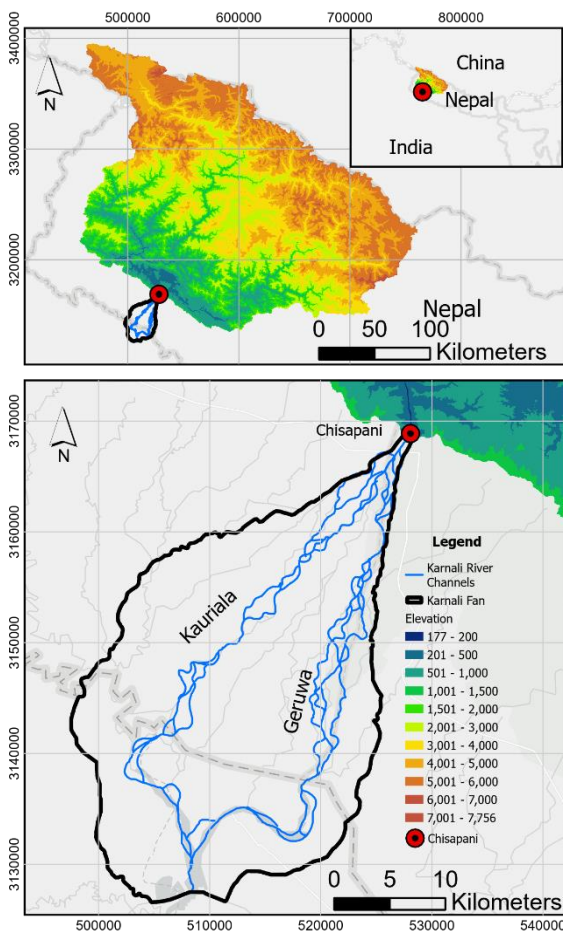 500000
600000
700000
800000
3400000
3300000
3200000
N
China
Nepal
India
Nepal
0 50 100
Kilometers
3170000
3160000
3150000
3140000
3130000
N
Chisapani
Kauriala
Geruwa
Legend
Karnali River
Channels
Karnali Fan
Elevation
177 - 200
201 - 500
501 - 1,000
1,001 - 1,500
1,501 - 2,000
2,001 - 3,000
3,001 - 4,000
4,001 - 5,000
5,001 - 6,000
6,001 - 7,000
7,001 - 7,756
Chisapani
0 5 10
Kilometers
500000
510000
520000
530000
540000